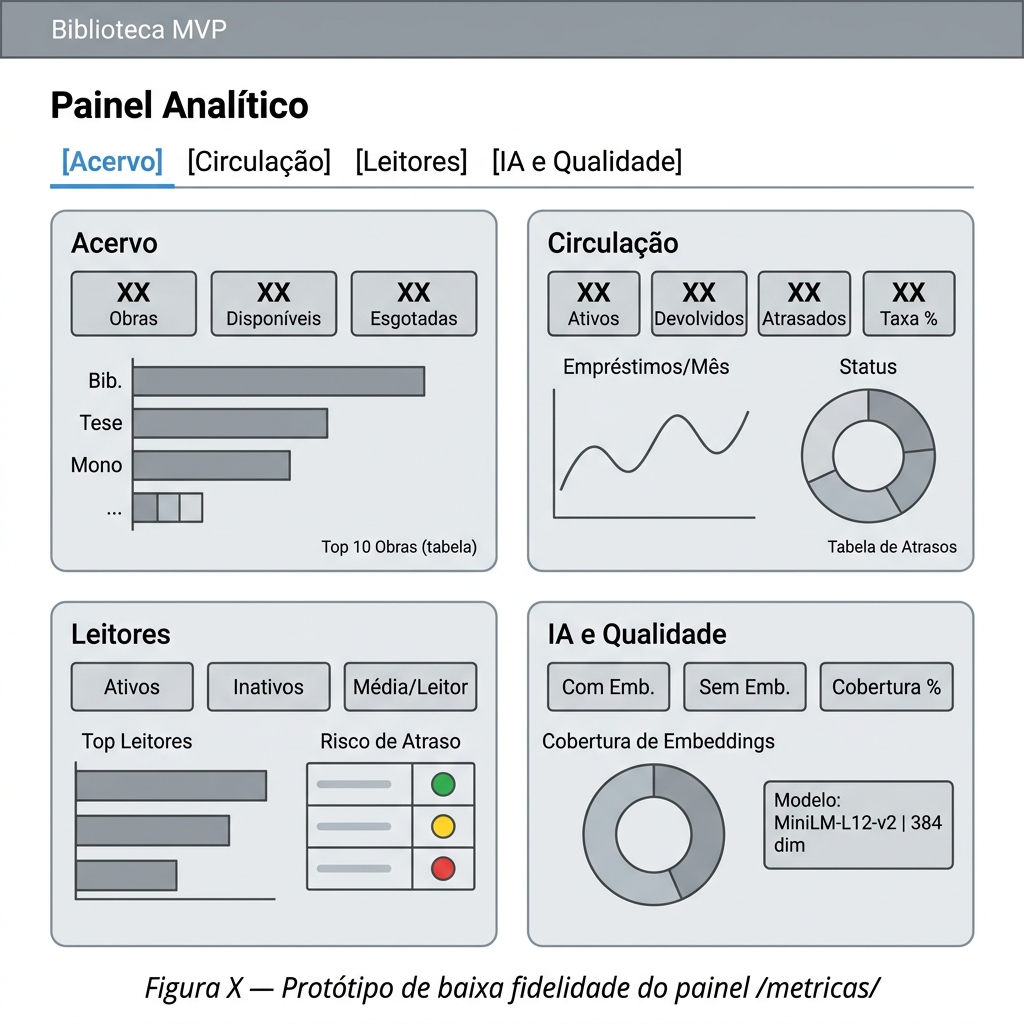 Biblioteca MVP
Painel Analítico
[Acervo] [Circulação] [Leitores] [IA e Qualidade]
Acervo
XX
Obras
XX
Disponíveis
XX
Esgotadas
Bib.
Tese
Mono
...
Top 10 Obras (tabela)
Circulação
XX
Ativos
XX
Devolvidos
XX
Atrasados
XX
Taxa %
Empréstimos/Mês
Status
Tabela de Atrasos
Leitores
Ativos
Inativos
Média/Leitor
Top Leitores
Risco de Atraso
IA e Qualidade
Com Emb.
Sem Emb.
Cobertura %
Cobertura de Embeddings
Modelo:
MiniLM-L12-v2 | 384
dim
Figura X — Protótipo de baixa fidelidade do painel /metricas/